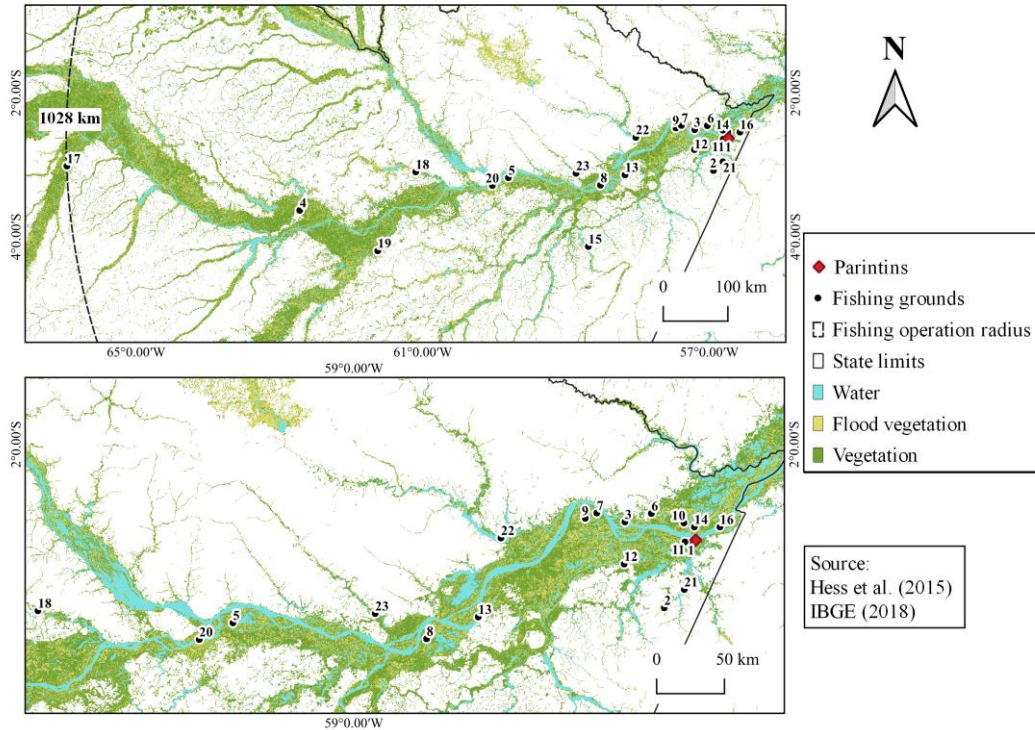 1028 km
17
18
4
19
20
5
23
8
13
15
22
9
7
3
6
14
16
12
111
2
21
0 100 km
2°0.00'S
4°0.00'S
65°0.00'W
61°0.00'W
57°0.00'W
59°0.00'W
2°0.00'S
4°0.00'S
2°0.00'S
2°0.00'S
18
20
5
23
8
13
22
9
7
3
6
10
14
16
11
1
12
21
2
0 50 km
59°0.00'W
N
Parintins
Fishing grounds
Fishing operation radius
State limits
Water
Flood vegetation
Vegetation
Source:
Hess et al. (2015)
IBGE (2018)